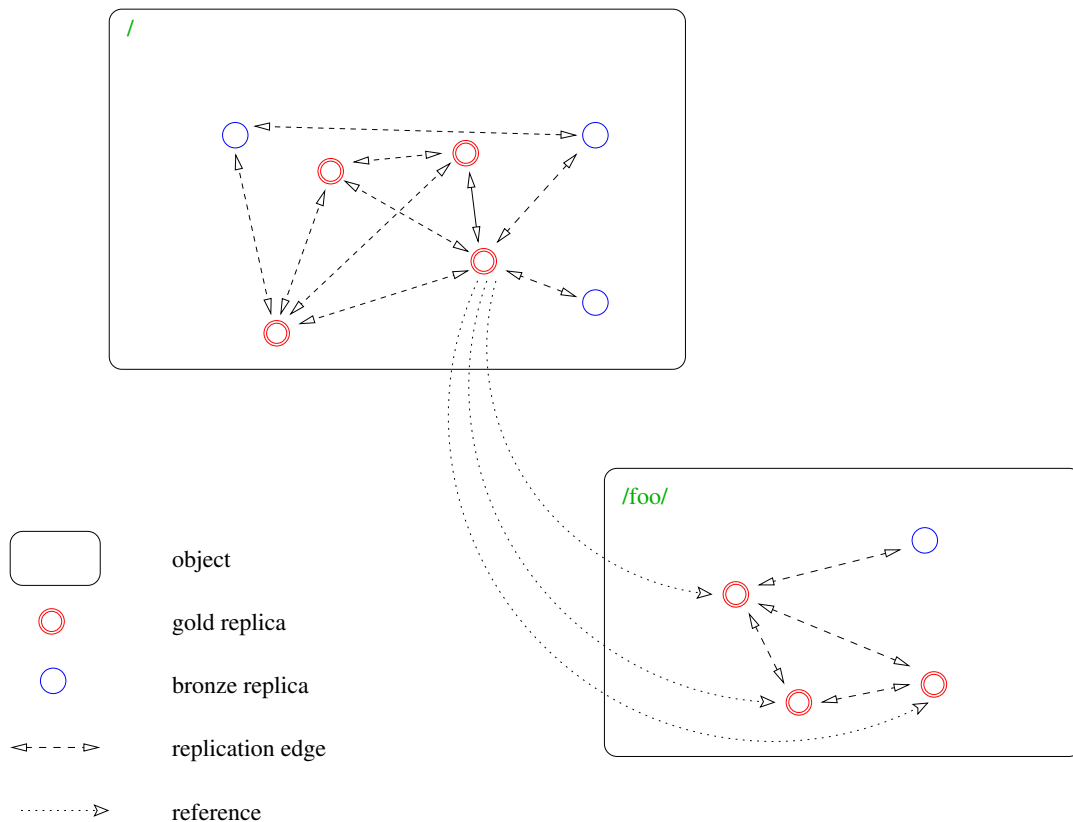 /
/foo/
object
gold replica
bronze replica
replication edge
reference